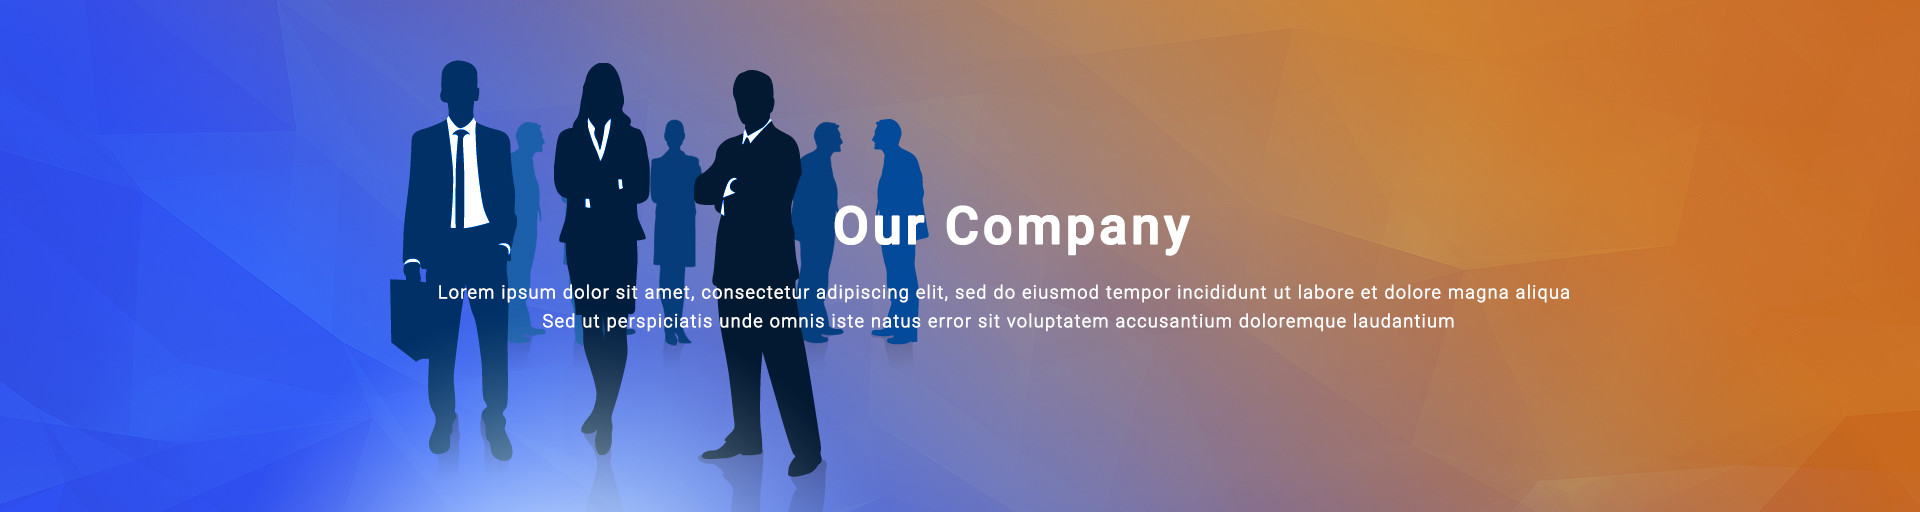 Our Company
Lorem ipsum dolor sit amet, consectetur adipiscing elit, sed do eiusmod tempor incididunt ut labore et dolore magna aliqua
Sed ut perspiciatis unde omnis iste natus error sit voluptatem accusantium doloremque laudantium